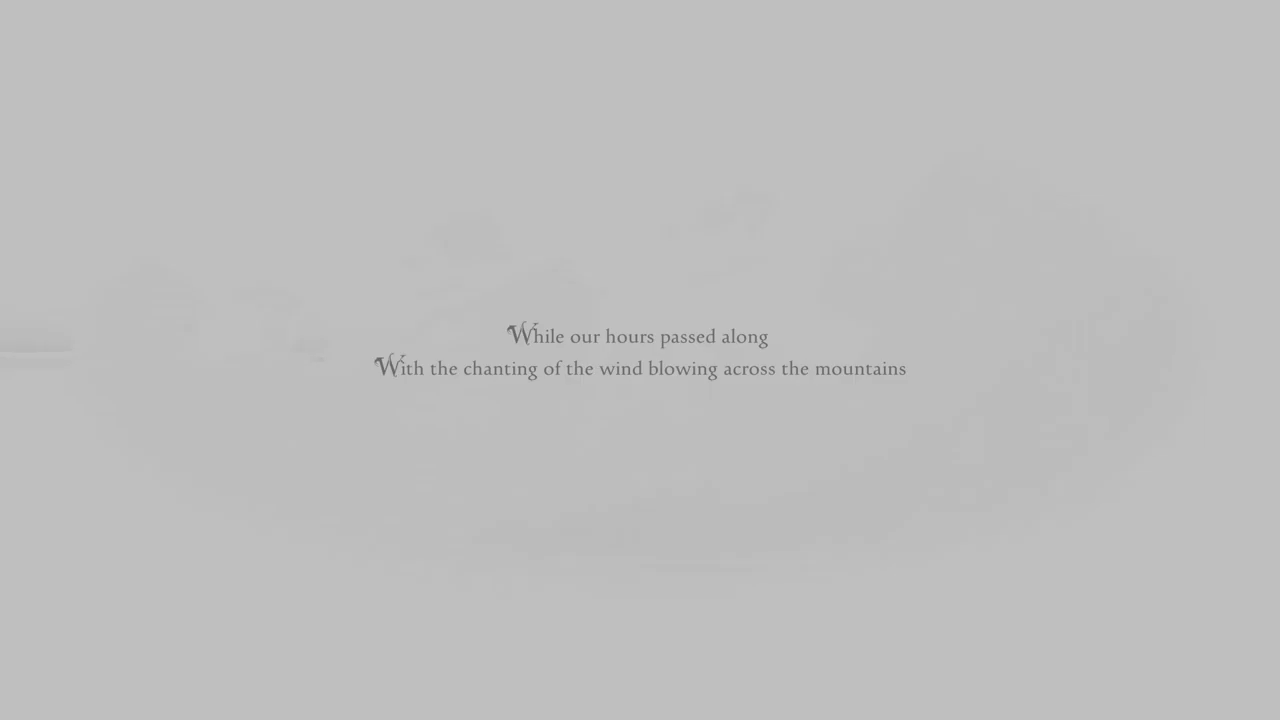 While our hours passed along
With the chanting of the wind blowing across the mountains